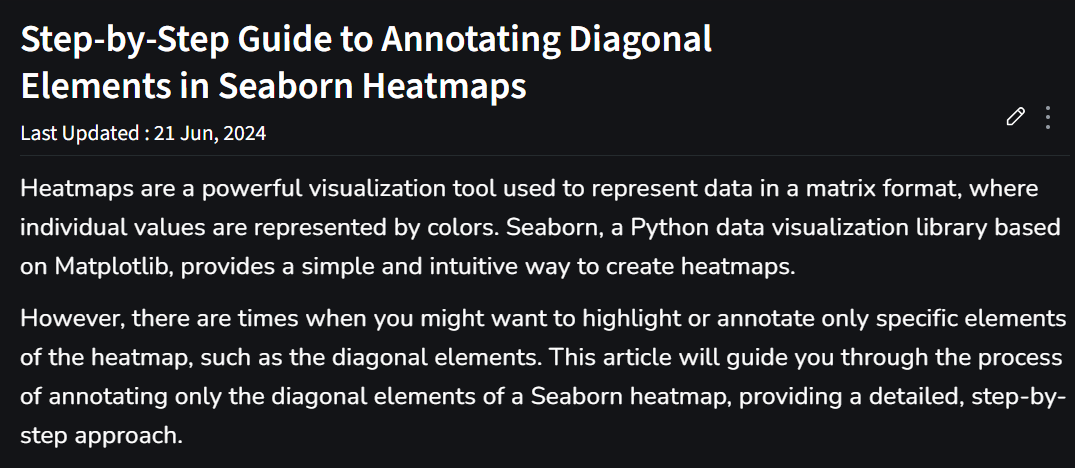 Step-by-Step Guide to Annotating Diagonal
Elements in Seaborn Heatmaps
Last Updated : 21 Jun, 2024
Heatmaps are a powerful visualization tool used to represent data in a matrix format, where
individual values are represented by colors. Seaborn, a Python data visualization library based
on Matplotlib, provides a simple and intuitive way to create heatmaps.
However, there are times when you might want to highlight or annotate only specific elements
of the heatmap, such as the diagonal elements. This article will guide you through the process
of annotating only the diagonal elements of a Seaborn heatmap, providing a detailed, step-by-
step approach.